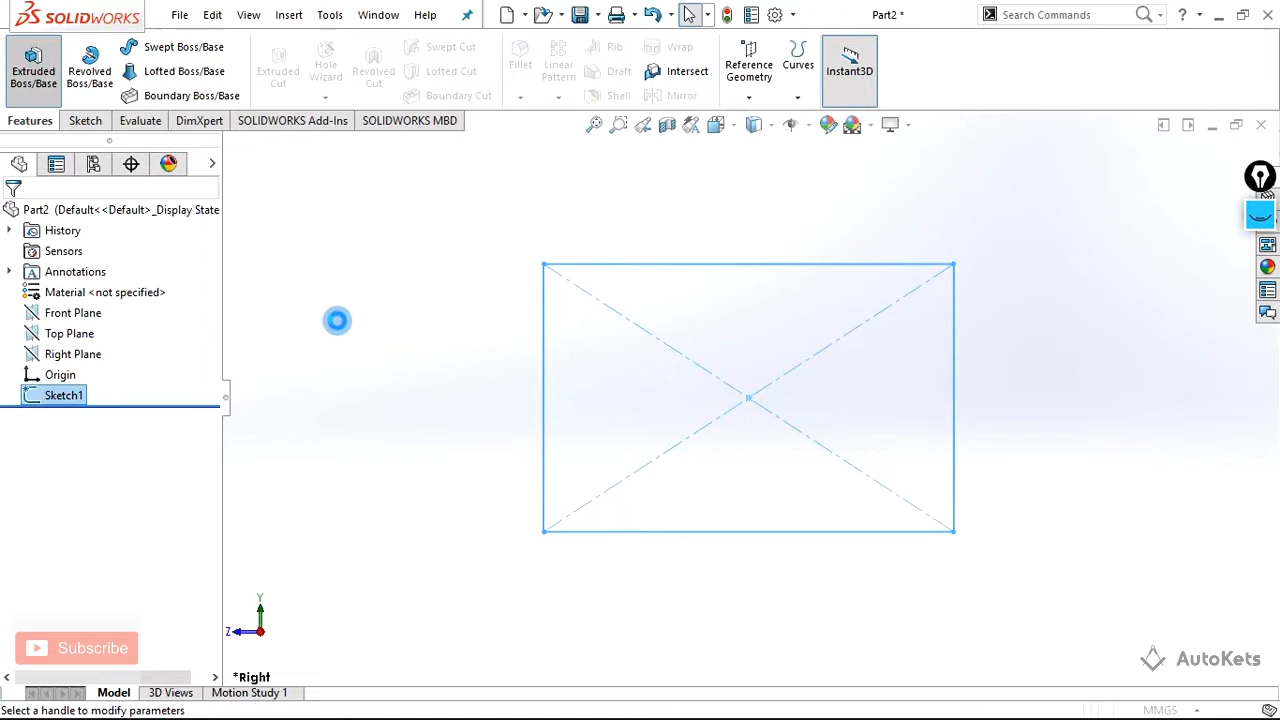 SOLIDWORKS
File Edit View Insert Tools Window Help
Part2 *
Search Commands
?
Extruded Boss/Base
Revolved Boss/Base
Swept Boss/Base
Lofted Boss/Base
Boundary Boss/Base
Extruded Cut
Hole Wizard
Revolved Cut
Swept Cut
Lofted Cut
Boundary Cut
Fillet
Linear Pattern
Rib
Draft
Shell
Wrap
Intersect
Mirror
Reference Geometry
Curves
Instant3D
Features Sketch Evaluate DimXpert SOLIDWORKS Add-Ins SOLIDWORKS MBD
Part2 (Default<<Default>_Display State
History
Sensors
Annotations
Material <not specified>
Front Plane
Top Plane
Right Plane
Origin
Sketch1
Y
Z
*Right
Subscribe
AutoKets
Model 3D Views Motion Study 1
Select a handle to modify parameters
MMGS